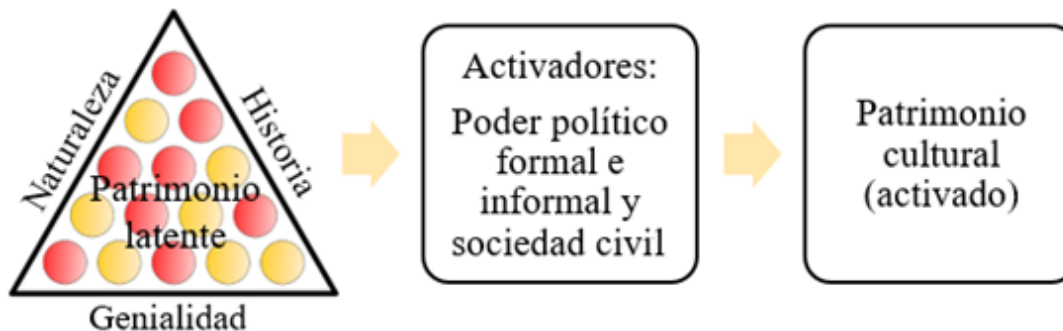 Naturaleza
Historia
Patrimonio
latente
Genialidad
Activadores:
Poder político
formal e
informal y
sociedad civil
Patrimonio
cultural
(activado)